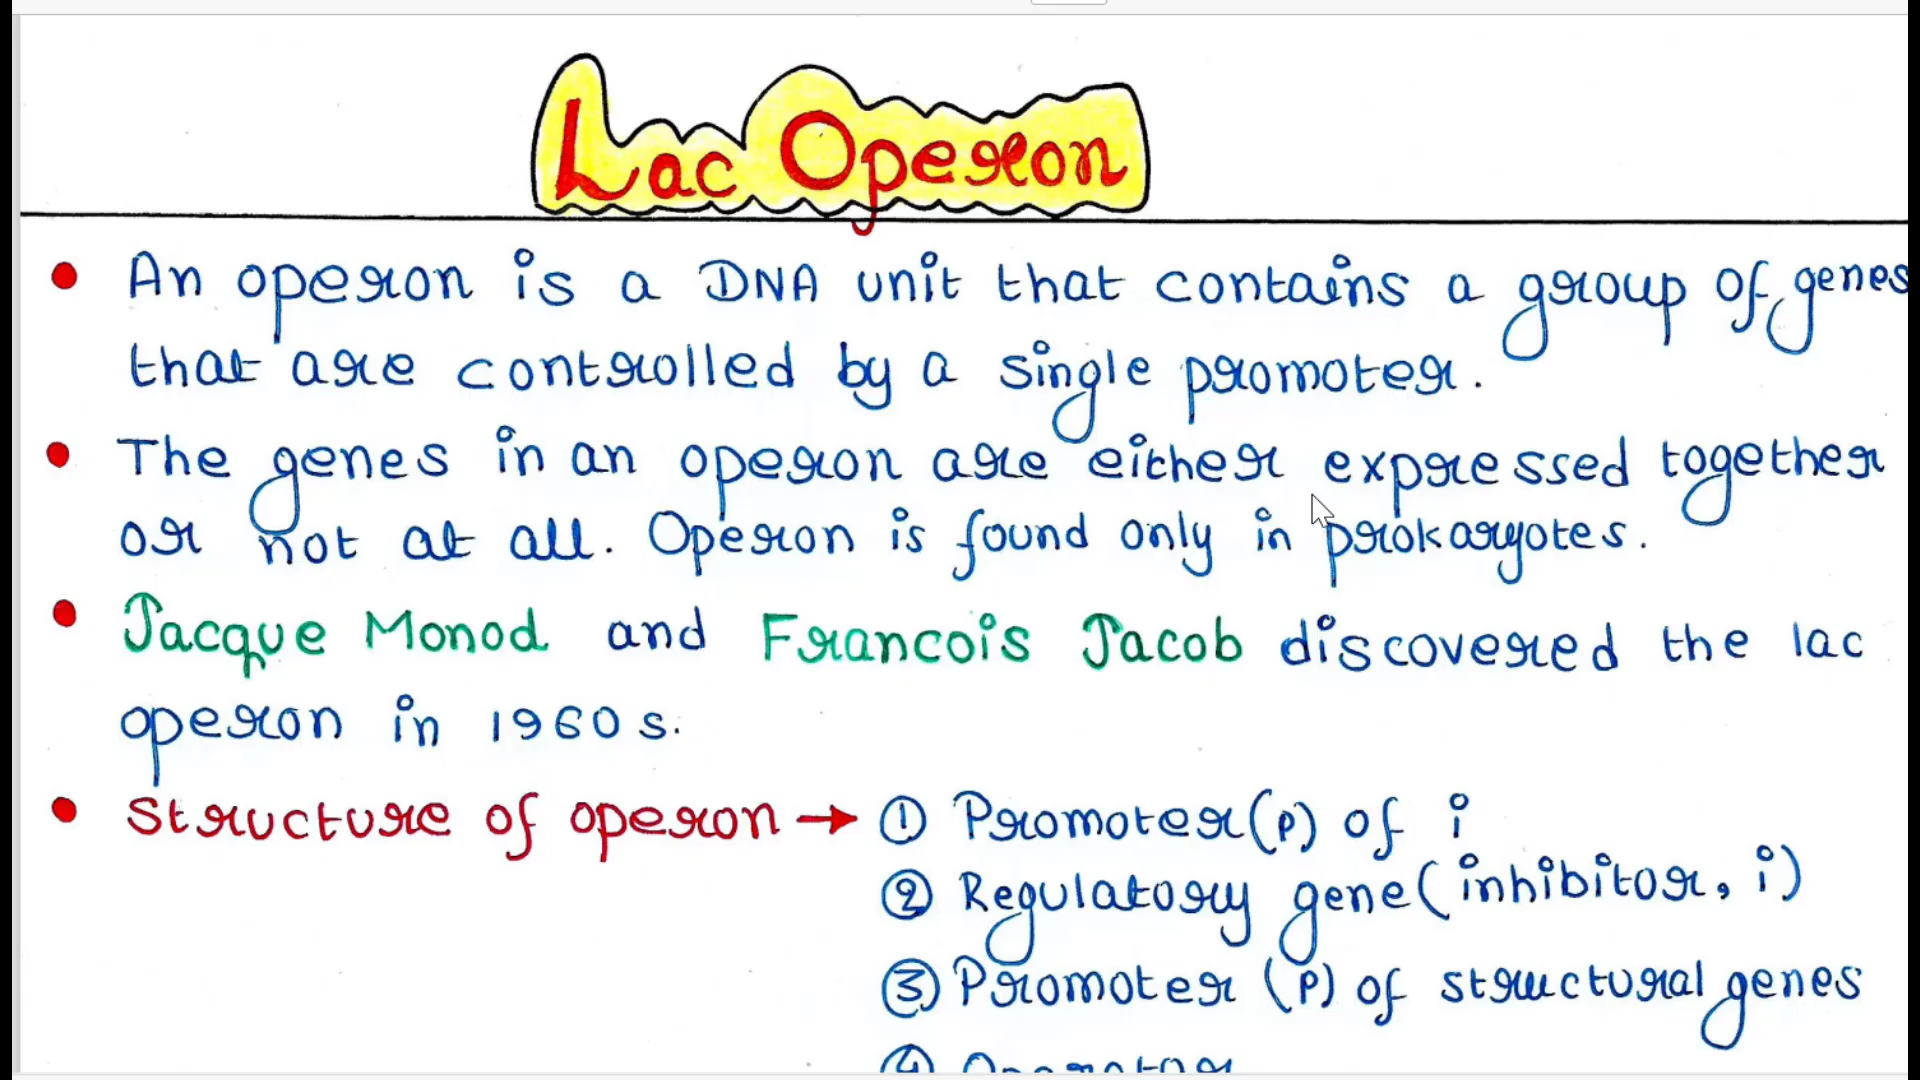 Lac Operon
• An operon is a DNA unit that contains a group of genes
that are controlled by a single promoter.
• The genes in an operon are either expressed together
or not at all. Operon is found only in prokaryotes.
• Jacque Monod and Francois Jacob discovered the lac
operon in 1960s.
• Structure of operon → ① Promoter (P) of i
② Regulatory gene (inhibitor, i)
③ Promoter (P) of structural genes
④ Operator